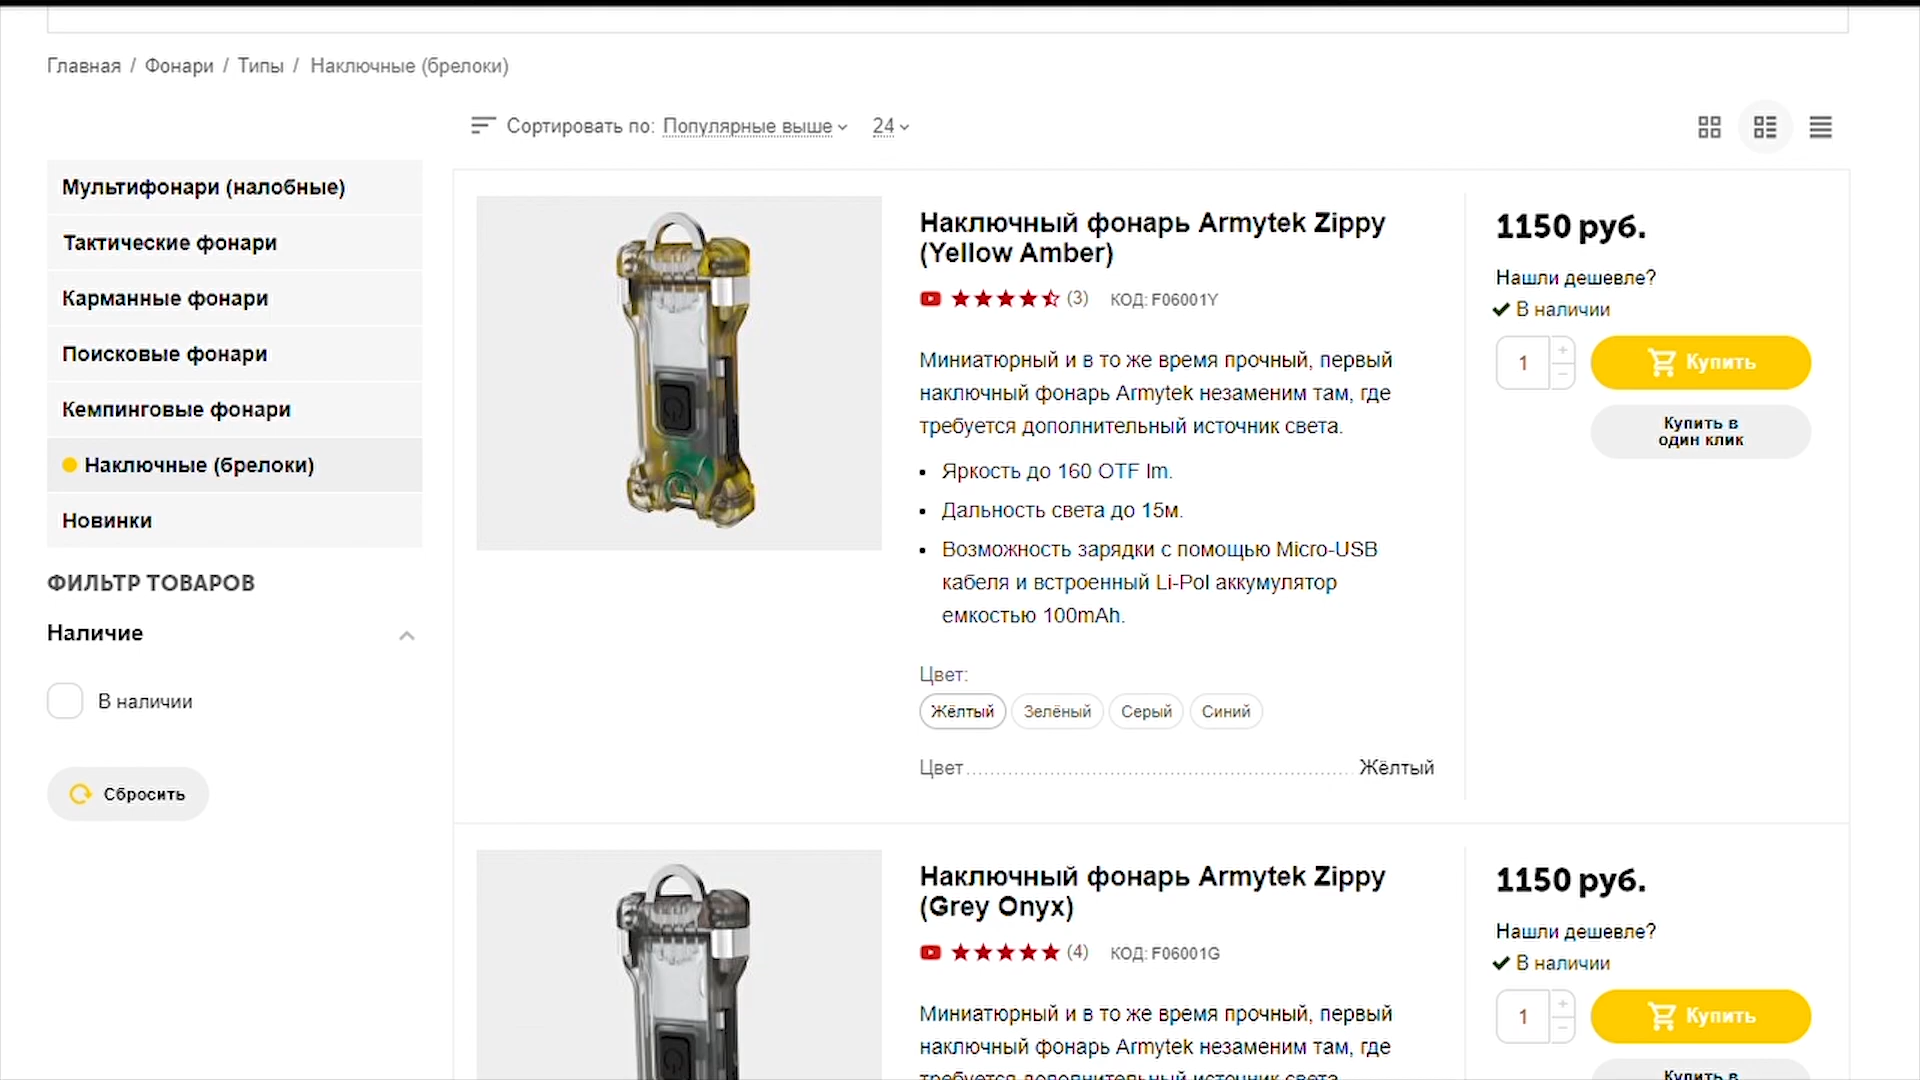 Главная / Фонари / Типы / Наключные (брелоки)
Сортировать по: Популярные выше 24
Мультифонари (налобные)
Тактические фонари
Карманные фонари
Поисковые фонари
Кемпинговые фонари
Наключные (брелоки)
Новинки
ФИЛЬТР ТОВАРОВ
Наличие
В наличии
Сбросить
Наключный фонарь Armytek Zippy
(Yellow Amber)
(3) КОД: F06001Y
Миниатюрный и в то же время прочный, первый
наключный фонарь Armytek незаменим там, где
требуется дополнительный источник света.
• Яркость до 160 OTF lm.
• Дальность света до 15м.
• Возможность зарядки с помощью Micro-USB
кабеля и встроенный Li-Pol аккумулятор
емкостью 100mAh.
Цвет:
Жёлтый Зелёный Серый Синий
Цвет Жёлтый
1150 руб.
Нашли дешевле?
В наличии
1 + −
Купить
Купить в
один клик
Наключный фонарь Armytek Zippy
(Grey Onyx)
(4) КОД: F06001G
Миниатюрный и в то же время прочный, первый
наключный фонарь Armytek незаменим там, где
требуется дополнительный источник света
1150 руб.
Нашли дешевле?
В наличии
1 + −
Купить
Купить в